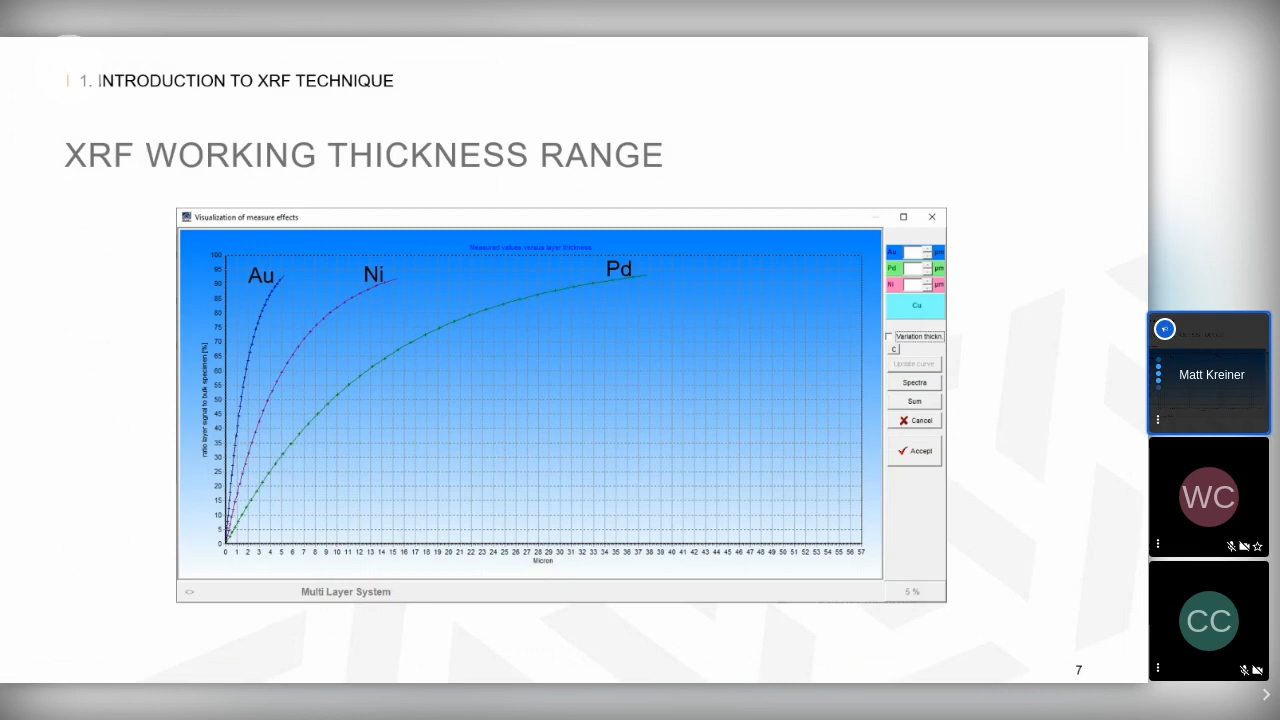 1. INTRODUCTION TO XRF TECHNIQUE
XRF WORKING THICKNESS RANGE
Visualization of measure effects
Measured values versus layer thickness
Au
Ni
Pd
ratio layer signal to bulk specimen [%]
100
95
90
85
80
75
70
65
60
55
50
45
40
35
30
25
20
15
10
5
0
0 1 2 3 4 5 6 7 8 9 10 11 12 13 14 15 16 17 18 19 20 21 22 23 24 25 26 27 28 29 30 31 32 33 34 35 36 37 38 39 40 41 42 43 44 45 46 47 48 49 50 51 52 53 54 55 56 57
Micron
Au µm
Pd µm
Ni µm
Cu
Variation thickn.
C
Update curve
Spectra
Sum
Cancel
Accept
<> Multi Layer System 5 %
7
Matt Kreiner
WC
CC